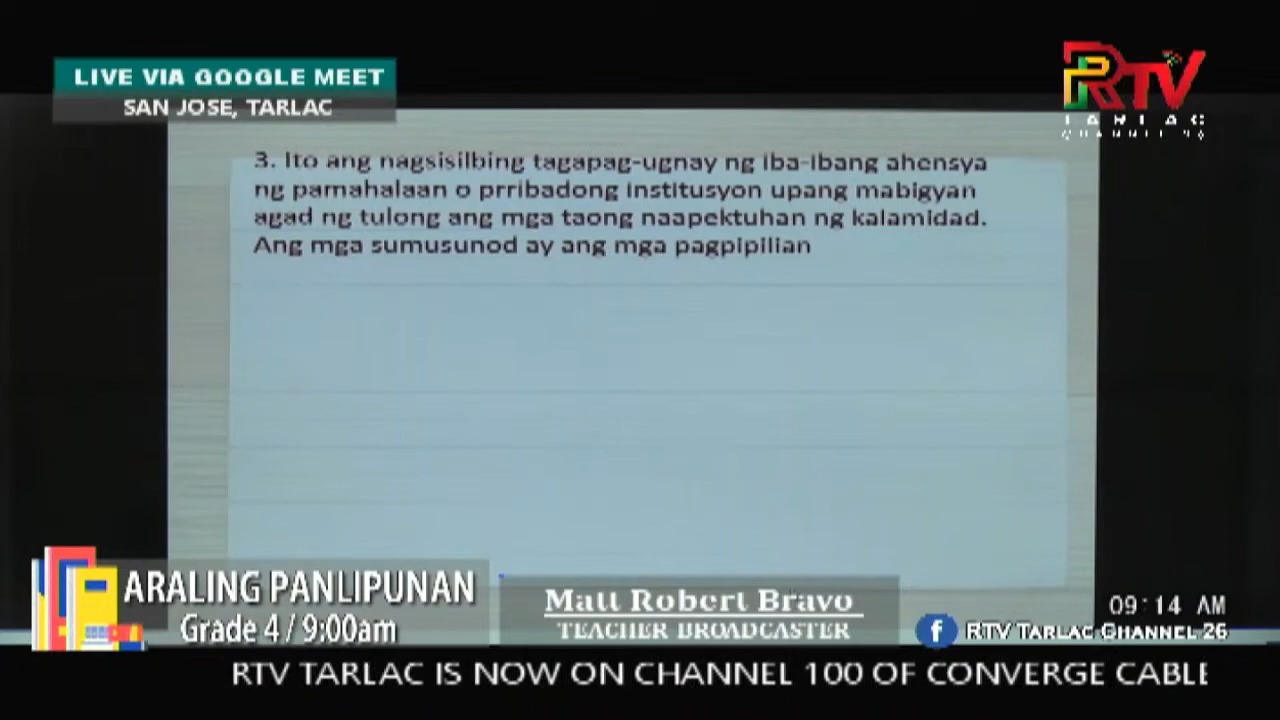 LIVE VIA GOOGLE MEET
SAN JOSE, TARLAC
RTV
TARLAC
CHANNEL 26
3. Ito ang nagsisilbing tagapag-ugnay ng iba-ibang ahensya
ng pamahalaan o prribadong institusyon upang mabigyan
agad ng tulong ang mga taong naapektuhan ng kalamidad.
Ang mga sumusunod ay ang mga pagpipilian
ARALING PANLIPUNAN
Grade 4 / 9:00am
Matt Robert Bravo
TEACHER BROADCASTER
09:14 AM
RTV TARLAC CHANNEL 26
RTV TARLAC IS NOW ON CHANNEL 100 OF CONVERGE CABLE